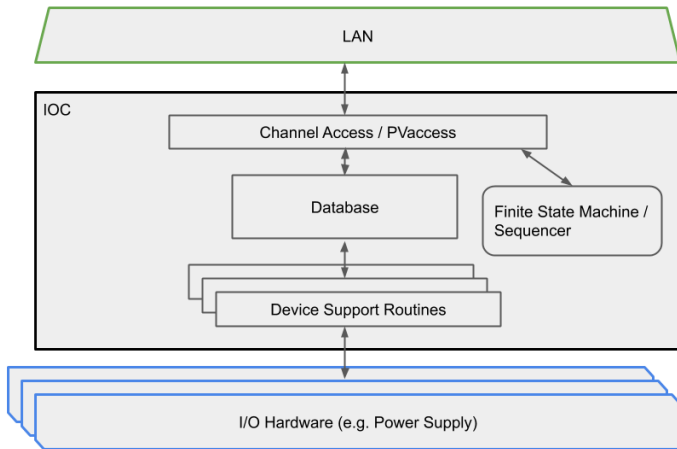 LAN
IOC
Channel Access / PVaccess
Database
Finite State Machine /
Sequencer
Device Support Routines
I/O Hardware (e.g. Power Supply)